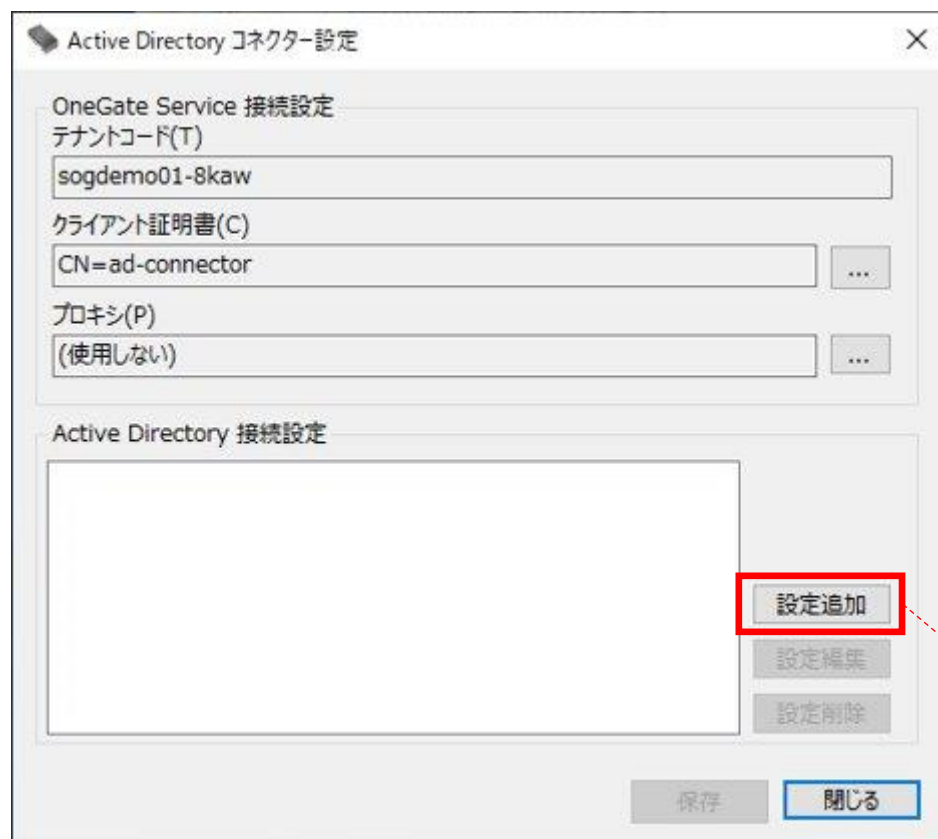 Active Directory コネクター設定
OneGate Service 接続設定
テナントコード(T)
sogdemo01-8kaw
クライアント証明書(C)
CN=ad-connector
...
プロキシ(P)
(使用しない)
...
Active Directory 接続設定
設定追加
設定編集
設定削除
保存
閉じる